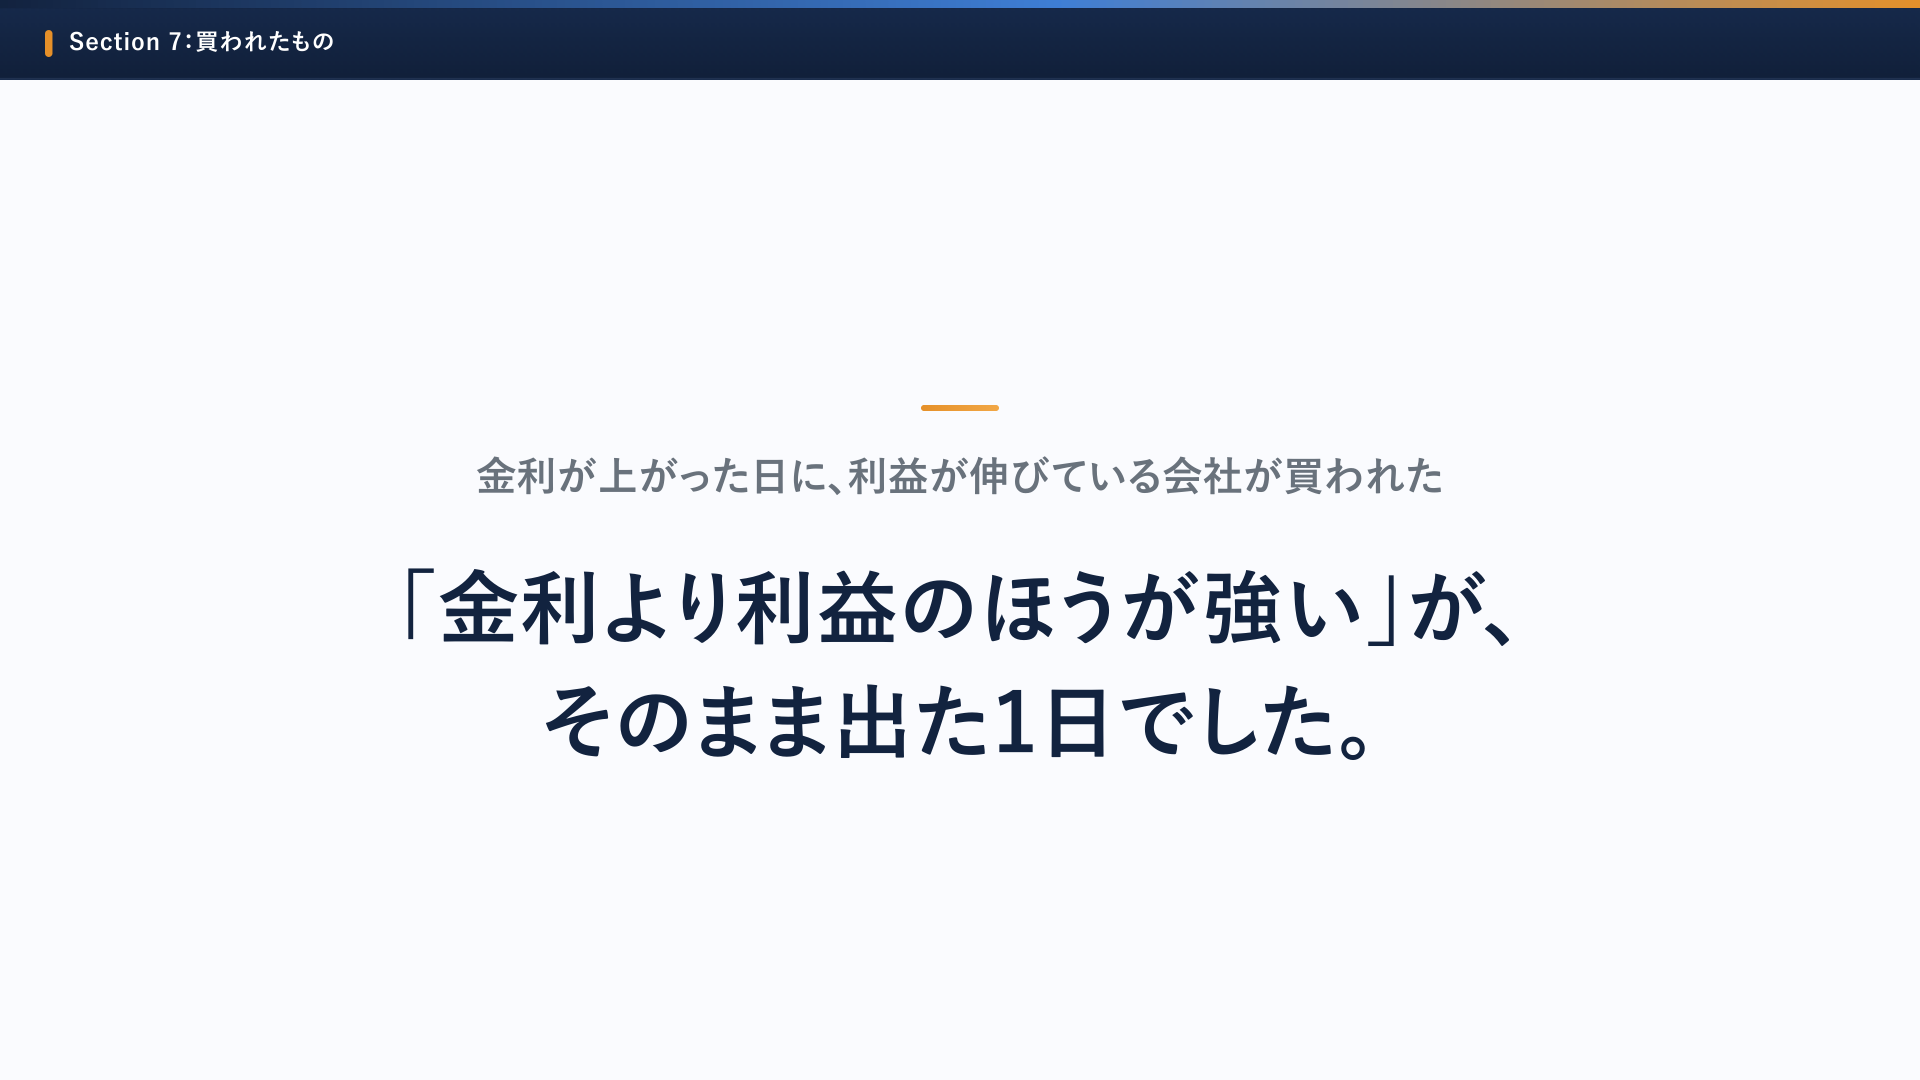 Section 7：買われたもの
金利が上がった日に、利益が伸びている会社が買われた
「金利より利益のほうが強い」が、
そのまま出た1日でした。